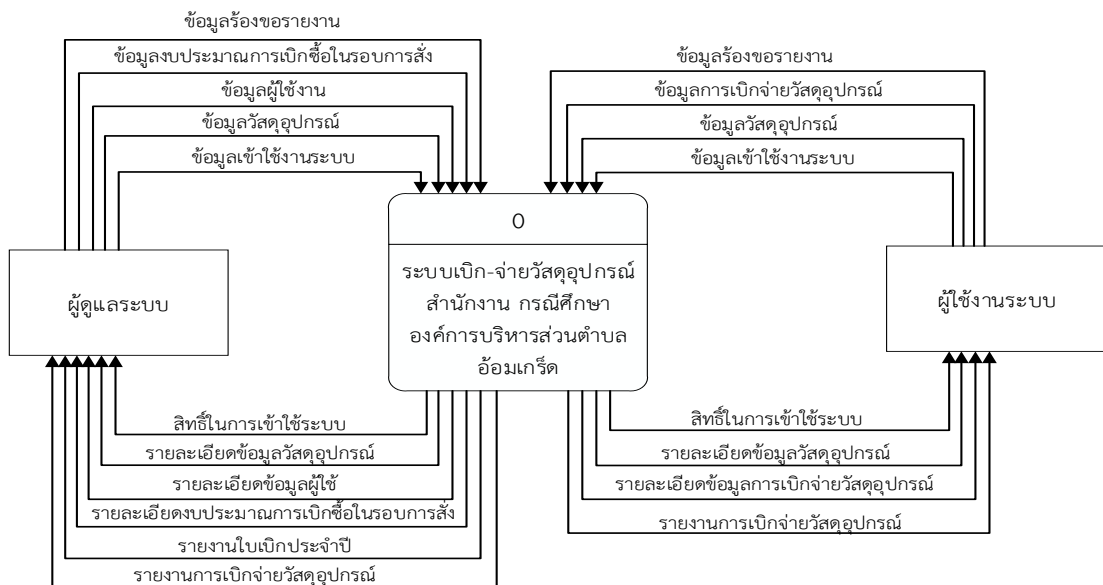 ข้อมูลร้องขอรายงาน
ข้อมูลงบประมาณการเบิกซื้อในรอบการสั่ง
ข้อมูลผู้ใช้งาน
ข้อมูลวัสดุอุปกรณ์
ข้อมูลเข้าใช้งานระบบ
ข้อมูลร้องขอรายงาน
ข้อมูลการเบิกจ่ายวัสดุอุปกรณ์
ข้อมูลวัสดุอุปกรณ์
ข้อมูลเข้าใช้งานระบบ
ผู้ดูแลระบบ
0
ระบบเบิก-จ่ายวัสดุอุปกรณ์
สำนักงาน กรณีศึกษา
องค์การบริหารส่วนตำบล
อ้อมเกร็ด
ผู้ใช้งานระบบ
สิทธิ์ในการเข้าใช้ระบบ
รายละเอียดข้อมูลวัสดุอุปกรณ์
รายละเอียดข้อมูลผู้ใช้
รายละเอียดงบประมาณการเบิกซื้อในรอบการสั่ง
รายงานใบเบิกประจำปี
รายงานการเบิกจ่ายวัสดุอุปกรณ์
สิทธิ์ในการเข้าใช้ระบบ
รายละเอียดข้อมูลวัสดุอุปกรณ์
รายละเอียดข้อมูลการเบิกจ่ายวัสดุอุปกรณ์
รายงานการเบิกจ่ายวัสดุอุปกรณ์